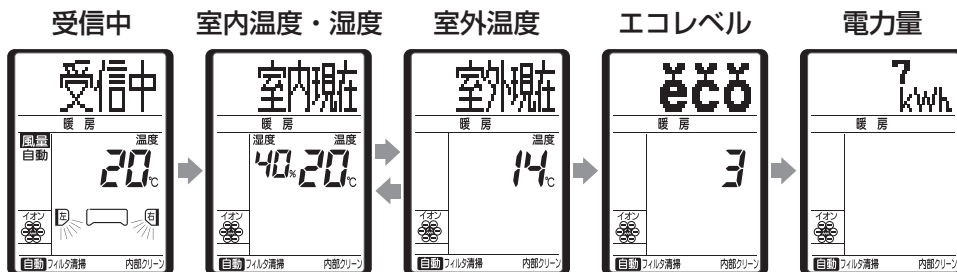 受信中
室内温度・湿度
室外温度
エコレベル
電力量
受信中
暖房
風量
自動
温度
20℃
イオン
左
右
自動 フィルタ清掃 内部クリーン
室内現在
暖房
湿度 温度
40% 20℃
イオン
自動 フィルタ清掃 内部クリーン
室外現在
暖房
温度
14℃
イオン
自動 フィルタ清掃 内部クリーン
eco
暖房
3
イオン
自動 フィルタ清掃 内部クリーン
7
kWh
暖房
イオン
自動 フィルタ清掃 内部クリーン